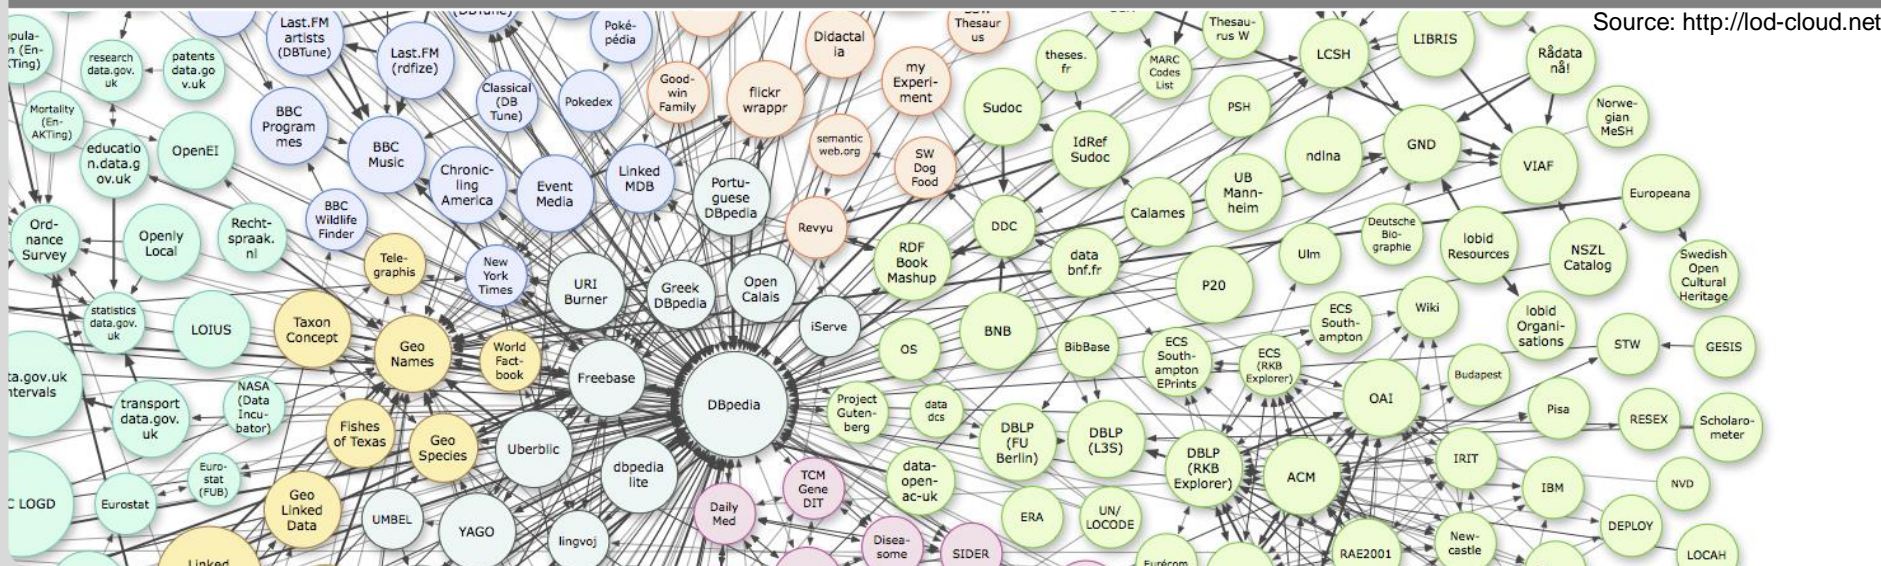 Source: http://lod-cloud.net
Last.FM
artists
(DBTune)
Last.FM
(rdfize)
Poké-
pédia
Didactal
ia
Thesaur
us
Thesau-
rus W
LCSH
LIBRIS
Rådata
nå!
research
data.gov.
uk
patents
data.go
v.uk
Mortality
(En-
AKTing)
BBC
Program
mes
Classical
(DB
Tune)
Pokedex
Good-
win
Family
flickr
wrappr
my
Experi-
ment
theses.
fr
MARC
Codes
List
Sudoc
PSH
Norwe-
gian
MeSH
educatio
n.data.g
ov.uk
OpenEI
BBC
Music
Chronic-
ling
America
Event
Media
Linked
MDB
Portu-
guese
DBpedia
semantic
web.org
SW
Dog
Food
IdRef
Sudoc
ndlna
GND
VIAF
UB
Mann-
heim
Europeana
Ord-
nance
Survey
Openly
Local
Recht-
spraak.
nl
BBC
Wildlife
Finder
Revyu
DDC
Calames
Deutsche
Bio-
graphie
lobid
Resources
NSZL
Catalog
Swedish
Open
Cultural
Heritage
Tele-
graphis
New
York
Times
URI
Burner
Greek
DBpedia
Open
Calais
RDF
Book
Mashup
data
bnf.fr
P20
Ulm
statistics
data.gov.
uk
LOIUS
Taxon
Concept
Geo
Names
World
Fact-
book
iServe
OS
BNB
BibBase
ECS
South-
ampton
EPrints
ECS
(RKB
Explorer)
ECS
South-
ampton
Wiki
lobid
Organi-
sations
STW
GESIS
ta.gov.uk
ntervals
transport
data.gov.
uk
NASA
(Data
Incu-
bator)
Freebase
DBpedia
Project
Guten-
berg
data
dcs
OAI
Budapest
Pisa
RESEX
Scholaro-
meter
Fishes
of Texas
Geo
Species
Uberblic
dbpedia
lite
DBLP
(FU
Berlin)
DBLP
(L3S)
DBLP
(RKB
Explorer)
ACM
IRIT
IBM
NVD
C LOGD
Eurostat
Euro-
stat
(FUB)
Geo
Linked
Data
UMBEL
YAGO
lingvoj
Daily
Med
TCM
Gene
DIT
data-
open-
ac-uk
Disea-
some
SIDER
ERA
UN/
LOCODE
RAE2001
New-
castle
DEPLOY
LOCAH
Linked
Eurécom